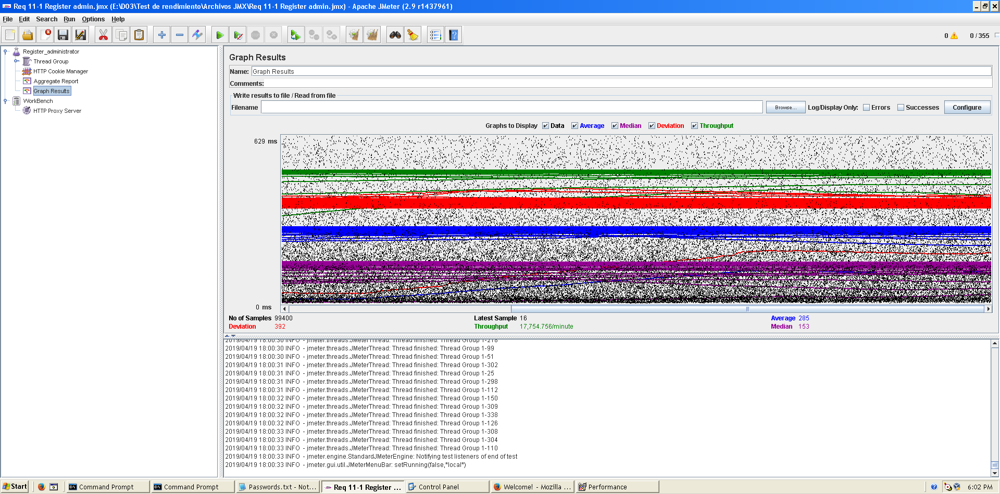 Req 11-1 Register admin.jmx (E:\D03\Test de rendimiento\Archivos JMX\Req 11-1 Register admin.jmx) - Apache JMeter (2.9 r1437961)
File Edit Search Run Options Help
0 0 / 355
Register_administrator
Thread Group
HTTP Cookie Manager
Aggregate Report
Graph Results
WorkBench
HTTP Proxy Server
Graph Results
Name: Graph Results
Comments:
Write results to file / Read from file
Filename Browse... Log/Display Only: Errors Successes Configure
Graphs to Display Data Average Median Deviation Throughput
629 ms
0 ms
No of Samples 99400 Latest Sample 16 Average 285
Deviation 392 Throughput 17,754.756/minute Median 153
2019/04/19 18:00:30 INFO - jmeter.threads.JMeterThread: Thread finished: Thread Group 1-218
2019/04/19 18:00:30 INFO - jmeter.threads.JMeterThread: Thread finished: Thread Group 1-99
2019/04/19 18:00:30 INFO - jmeter.threads.JMeterThread: Thread finished: Thread Group 1-51
2019/04/19 18:00:31 INFO - jmeter.threads.JMeterThread: Thread finished: Thread Group 1-302
2019/04/19 18:00:31 INFO - jmeter.threads.JMeterThread: Thread finished: Thread Group 1-25
2019/04/19 18:00:31 INFO - jmeter.threads.JMeterThread: Thread finished: Thread Group 1-298
2019/04/19 18:00:31 INFO - jmeter.threads.JMeterThread: Thread finished: Thread Group 1-112
2019/04/19 18:00:32 INFO - jmeter.threads.JMeterThread: Thread finished: Thread Group 1-150
2019/04/19 18:00:32 INFO - jmeter.threads.JMeterThread: Thread finished: Thread Group 1-309
2019/04/19 18:00:32 INFO - jmeter.threads.JMeterThread: Thread finished: Thread Group 1-338
2019/04/19 18:00:32 INFO - jmeter.threads.JMeterThread: Thread finished: Thread Group 1-126
2019/04/19 18:00:33 INFO - jmeter.threads.JMeterThread: Thread finished: Thread Group 1-308
2019/04/19 18:00:33 INFO - jmeter.threads.JMeterThread: Thread finished: Thread Group 1-304
2019/04/19 18:00:33 INFO - jmeter.threads.JMeterThread: Thread finished: Thread Group 1-110
2019/04/19 18:00:33 INFO - jmeter.engine.StandardJMeterEngine: Notifying test listeners of end of test
2019/04/19 18:00:33 INFO - jmeter.gui.util.JMeterMenuBar: setRunning(false,*local*)
Start Command Prompt Command Prompt Passwords.txt - Not... Req 11-1 Register ... Control Panel Welcome! - Mozilla ... Performance 6:02 PM